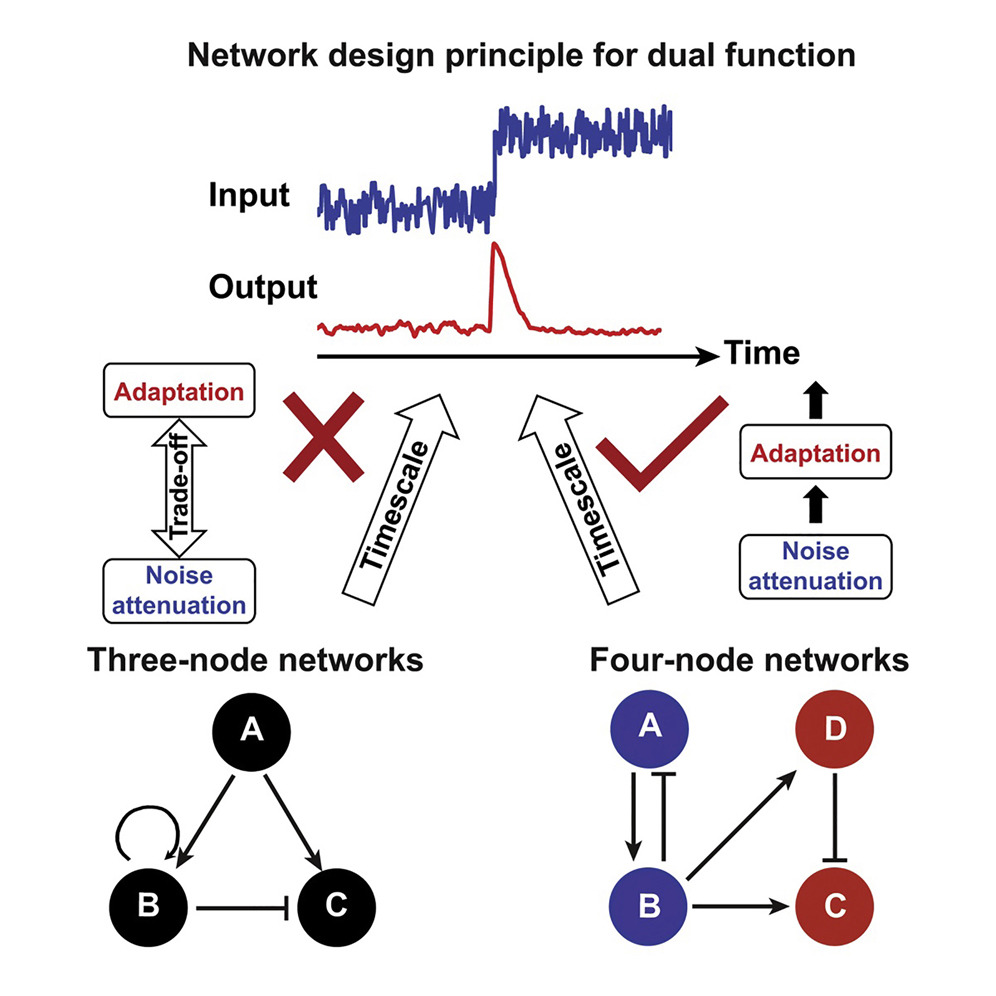 Network design principle for dual function
Input
Output
Time
Adaptation
Trade-off
Noise
attenuation
Timescale
Timescale
Adaptation
Noise
attenuation
Three-node networks
Four-node networks
A
B
C
A
D
B
C